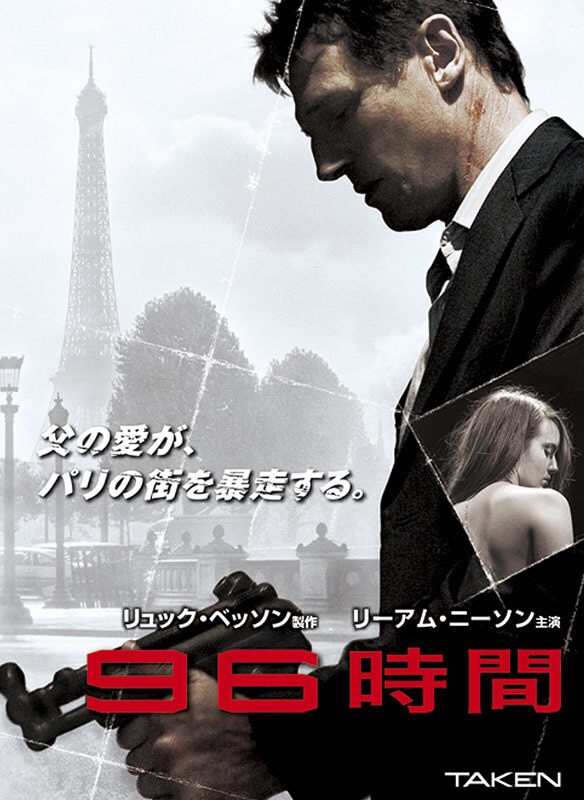 父の愛が、
パリの街を暴走する。
リュック・ベッソン製作 リーアム・ニーソン主演
96時間
TAKEN